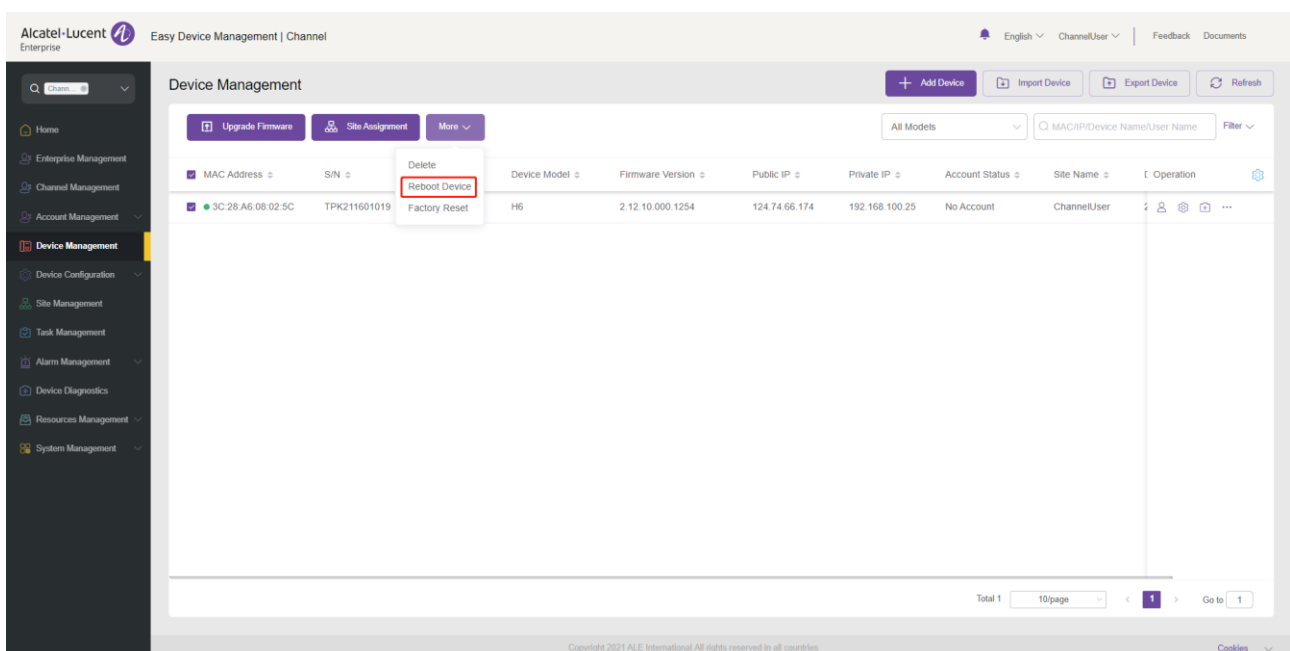 Alcatel·Lucent
Enterprise
Easy Device Management | Channel
English
ChannelUser
Feedback
Documents
Chann...
Home
Enterprise Management
Channel Management
Account Management
Device Management
Device Configuration
Site Management
Task Management
Alarm Management
Device Diagnostics
Resources Management
System Management
Device Management
Add Device
Import Device
Export Device
Refresh
Upgrade Firmware
Site Assignment
More
All Models
MAC/IP/Device Name/User Name
Filter
Delete
Reboot Device
Factory Reset
MAC Address
S/N
Device Model
Firmware Version
Public IP
Private IP
Account Status
Site Name
Operation
3C:28:A6:08:02:5C
TPK211601019
H6
2.12.10.000.1254
124.74.66.174
192.168.100.25
No Account
ChannelUser
Total 1
10/page
1
Go to
1
Copyright 2021 ALE International.All rights reserved in all countries
Cookies